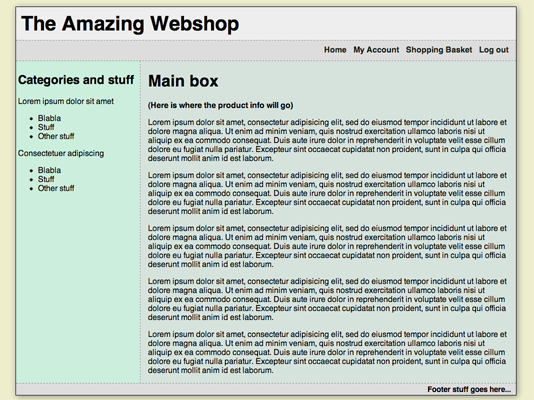 The Amazing Webshop
Home My Account Shopping Basket Log out
Categories and stuff
Lorem ipsum dolor sit amet
• Blabla
• Stuff
• Other stuff
Consectetuer adipiscing
• Blabla
• Stuff
• Other stuff
Main box
(Here is where the product info will go)
Lorem ipsum dolor sit amet, consectetur adipisicing elit, sed do eiusmod tempor incididunt ut labore et
dolore magna aliqua. Ut enim ad minim veniam, quis nostrud exercitation ullamco laboris nisi ut
aliquip ex ea commodo consequat. Duis aute irure dolor in reprehenderit in voluptate velit esse cillum
dolore eu fugiat nulla pariatur. Excepteur sint occaecat cupidatat non proident, sunt in culpa qui officia
deserunt mollit anim id est laborum.
Lorem ipsum dolor sit amet, consectetur adipisicing elit, sed do eiusmod tempor incididunt ut labore et
dolore magna aliqua. Ut enim ad minim veniam, quis nostrud exercitation ullamco laboris nisi ut
aliquip ex ea commodo consequat. Duis aute irure dolor in reprehenderit in voluptate velit esse cillum
dolore eu fugiat nulla pariatur. Excepteur sint occaecat cupidatat non proident, sunt in culpa qui officia
deserunt mollit anim id est laborum.
Lorem ipsum dolor sit amet, consectetur adipisicing elit, sed do eiusmod tempor incididunt ut labore et
dolore magna aliqua. Ut enim ad minim veniam, quis nostrud exercitation ullamco laboris nisi ut
aliquip ex ea commodo consequat. Duis aute irure dolor in reprehenderit in voluptate velit esse cillum
dolore eu fugiat nulla pariatur. Excepteur sint occaecat cupidatat non proident, sunt in culpa qui officia
deserunt mollit anim id est laborum.
Lorem ipsum dolor sit amet, consectetur adipisicing elit, sed do eiusmod tempor incididunt ut labore et
dolore magna aliqua. Ut enim ad minim veniam, quis nostrud exercitation ullamco laboris nisi ut
aliquip ex ea commodo consequat. Duis aute irure dolor in reprehenderit in voluptate velit esse cillum
dolore eu fugiat nulla pariatur. Excepteur sint occaecat cupidatat non proident, sunt in culpa qui officia
deserunt mollit anim id est laborum.
Lorem ipsum dolor sit amet, consectetur adipisicing elit, sed do eiusmod tempor incididunt ut labore et
dolore magna aliqua. Ut enim ad minim veniam, quis nostrud exercitation ullamco laboris nisi ut
aliquip ex ea commodo consequat. Duis aute irure dolor in reprehenderit in voluptate velit esse cillum
dolore eu fugiat nulla pariatur. Excepteur sint occaecat cupidatat non proident, sunt in culpa qui officia
deserunt mollit anim id est laborum.
Footer stuff goes here...